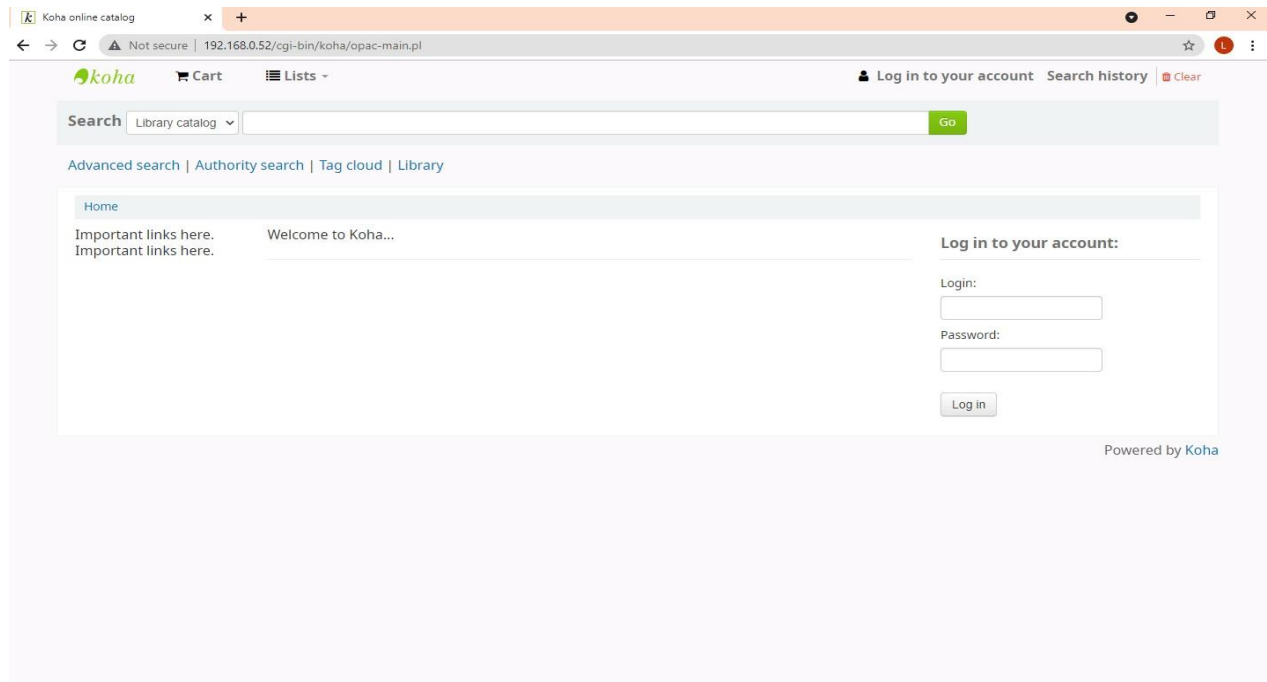 k Koha online catalog
Not secure | 192.168.0.52/cgi-bin/koha/opac-main.pl L
koha Cart Lists Log in to your account Search history Clear
Search Library catalog Go
Advanced search | Authority search | Tag cloud | Library
Home
Important links here.
Important links here.
Welcome to Koha...
Log in to your account:
Login:
Password:
Log in
Powered by Koha